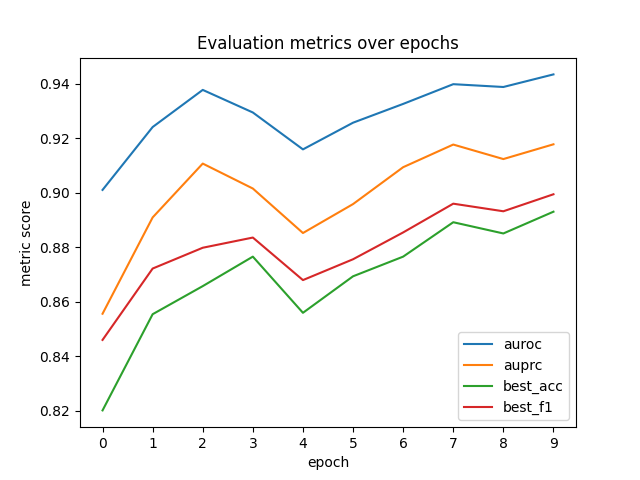 Evaluation metrics over epochs
metric score
0.94
0.92
0.90
0.88
0.86
0.84
0.82
auroc
auprc
best_acc
best_f1
0 1 2 3 4 5 6 7 8 9
epoch